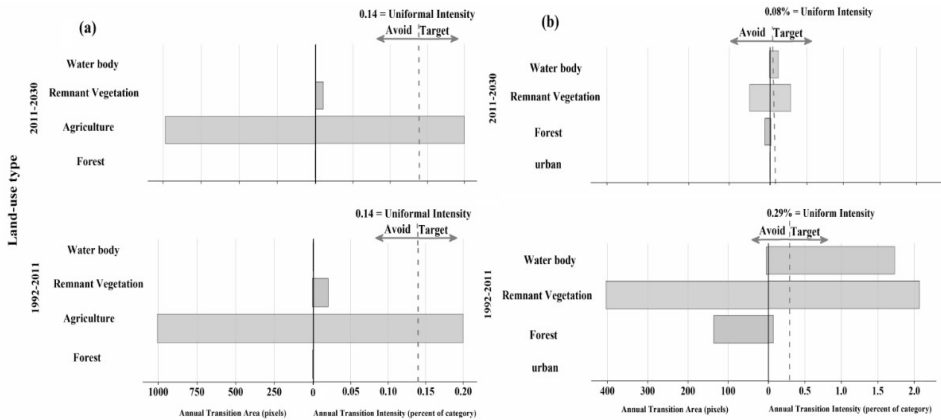 (a)
0.14 = Uniformal Intensity
Avoid Target
Water body
Remnant Vegetation
Agriculture
Forest
2011-2030
0.14 = Uniformal Intensity
Avoid Target
Water body
Remnant Vegetation
Agriculture
Forest
1992-2011
Land-use type
1000 750 500 250 0 0.05 0.10 0.15 0.20
Annual Transition Area (pixels) Annual Transition Intensity (percent of category)
(b)
0.08% = Uniform Intensity
Avoid Target
Water body
Remnant Vegetation
Forest
urban
2011-2030
0.29% = Uniform Intensity
Avoid Target
Water body
Remnant Vegetation
Forest
urban
1992-2011
400 300 200 100 0 0.5 1.0 1.5 2.0
Annual Transition Area (pixels) Annual Transition Intensity (percent of category)